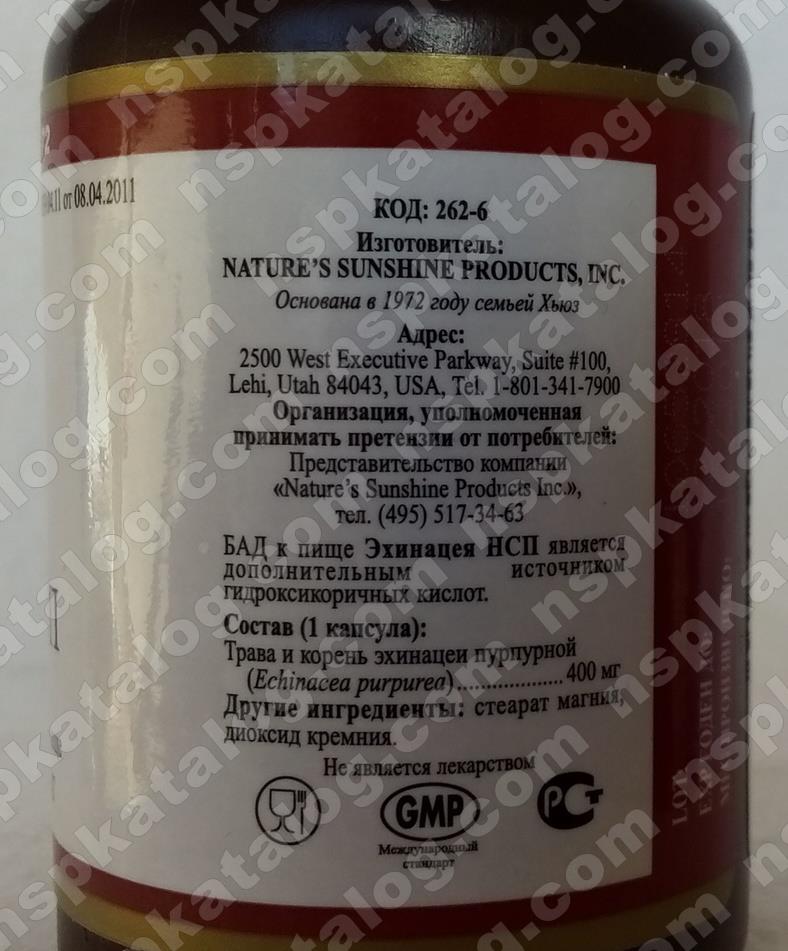 от 08.04.2011
КОД: 262-6
Изготовитель:
NATURE'S SUNSHINE PRODUCTS, INC.
Основана в 1972 году семьей Хьюз
Адрес:
2500 West Executive Parkway, Suite #100,
Lehi, Utah 84043, USA, Tel. 1-801-341-7900
Организация, уполномоченная
принимать претензии от потребителей:
Представительство компании
«Nature's Sunshine Products Inc.»,
тел. (495) 517-34-63
БАД к пище Эхинацея НСП является
дополнительным источником
гидроксикоричных кислот.
Состав (1 капсула):
Трава и корень эхинацеи пурпурной
(Echinacea purpurea)..................400 мг
Другие ингредиенты: стеарат магния,
диоксид кремния.
Не является лекарством
GMP
РСТ
Международный
стандарт
LOT
nspkatalog.com